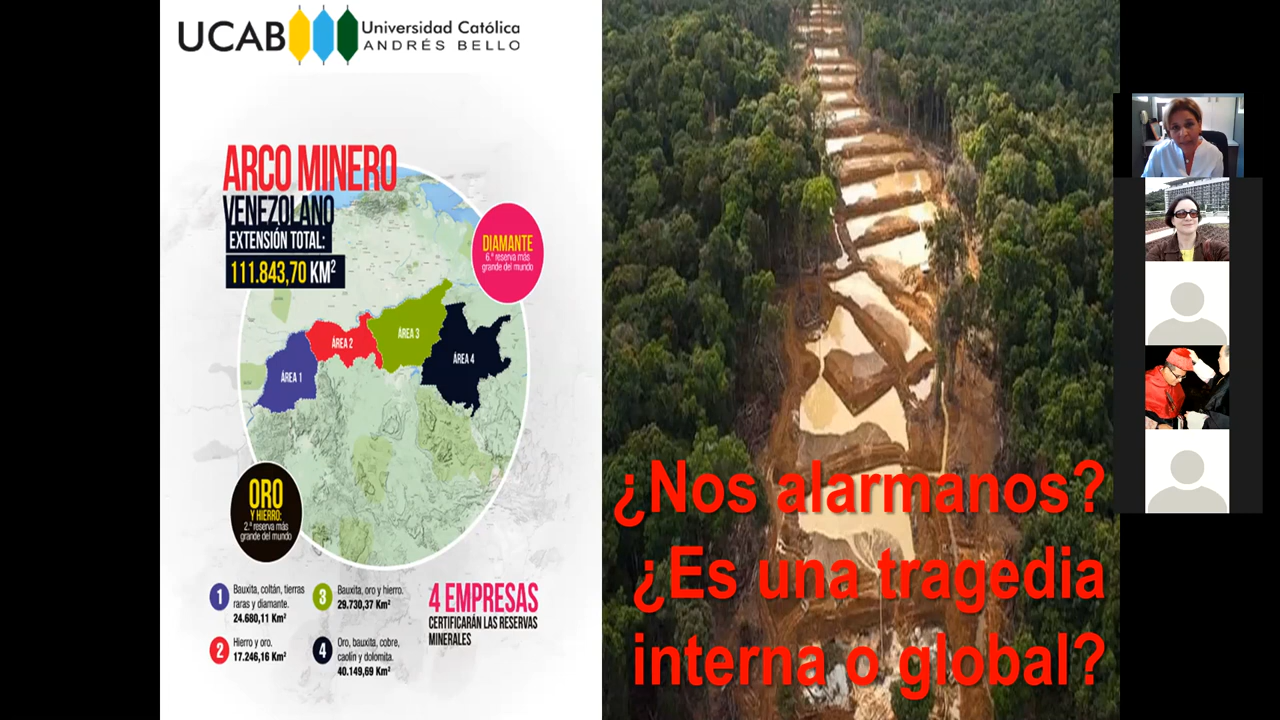 UCAB
Universidad Católica
ANDRÉS BELLO
ARCO MINERO
VENEZOLANO
EXTENSIÓN TOTAL:
111.843,70 KM²
DIAMANTE
6.ª reserva más
grande del mundo
ÁREA 1
ÁREA 2
ÁREA 3
ÁREA 4
ORO
Y HIERRO:
2.ª reserva más
grande del mundo
1 Bauxita, coltán, tierras
raras y diamante.
24.680,11 Km²
2 Hierro y oro.
17.246,16 Km²
3 Bauxita, oro y hierro.
29.730,37 Km²
4 Oro, bauxita, cobre,
caolín y dolomita.
40.149,69 Km²
4 EMPRESAS
CERTIFICARÁN LAS RESERVAS
MINERALES
¿Nos alarmanos?
¿Es una tragedia
interna o global?